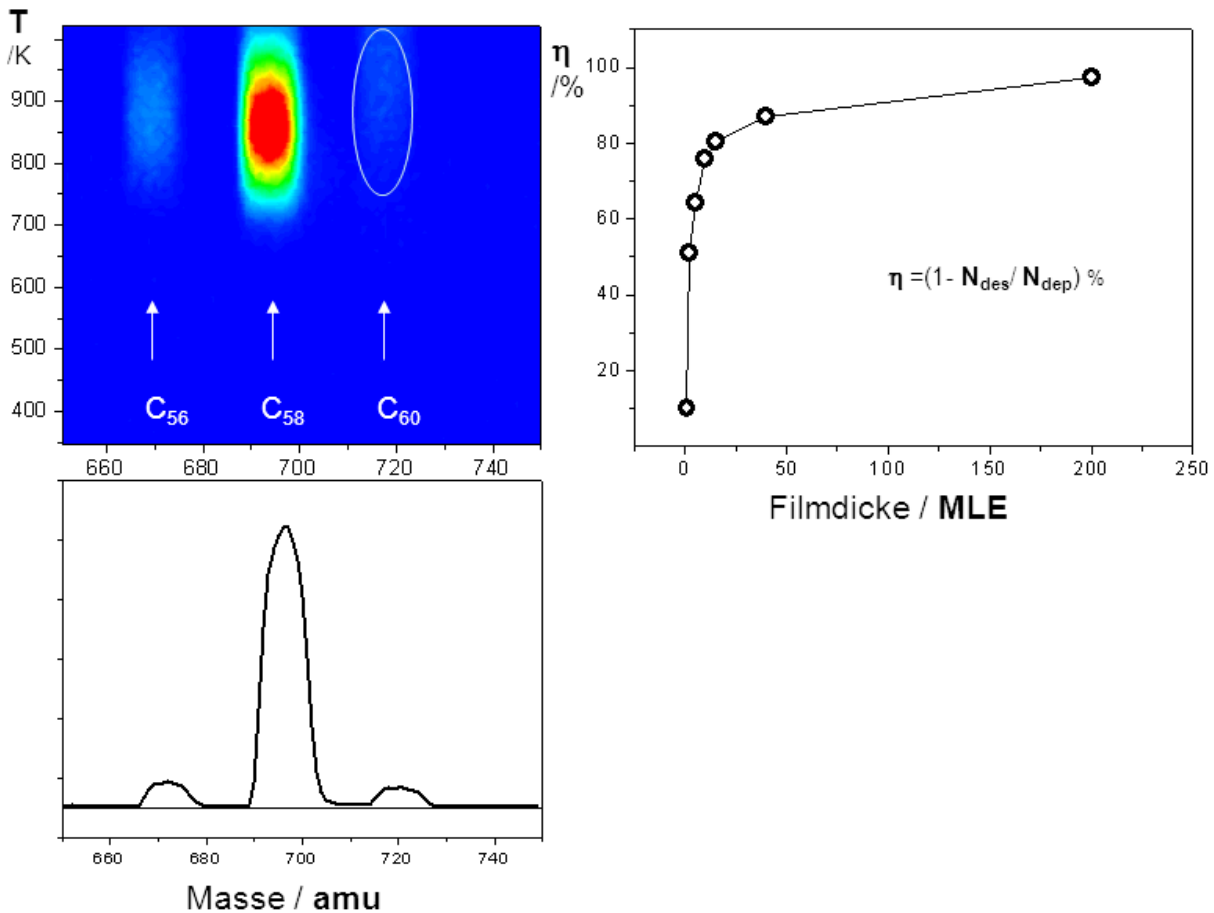 T
/K
900
800
700
600
500
400
C56
C58
C60
660 680 700 720 740
η
/%
100
80
60
40
20
η =(1- Ndes/ Ndep) %
0 50 100 150 200 250
Filmdicke / MLE
660 680 700 720 740
Masse / amu